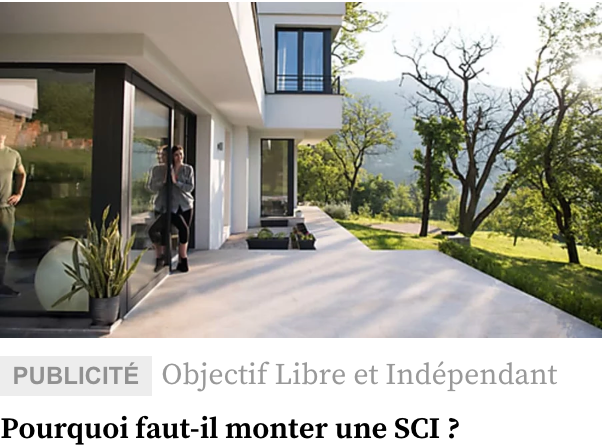 PUBLICITÉ Objectif Libre et Indépendant
Pourquoi faut-il monter une SCI ?